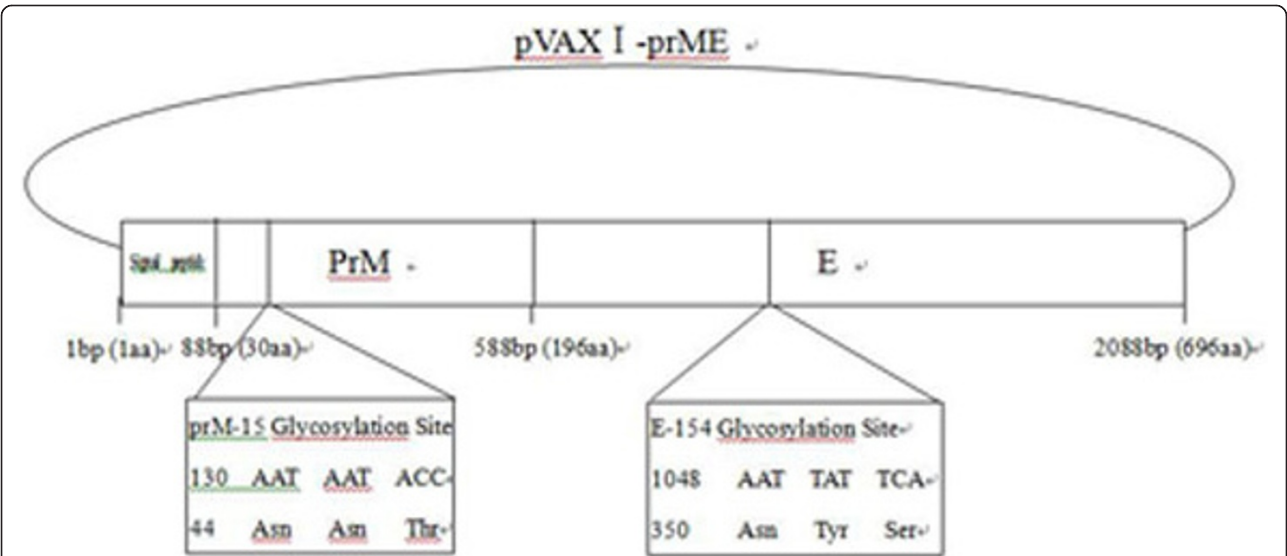 pVAX I -prME
PrM
E
1bp (1aa) 88bp (30aa) 588bp (196aa) 2088bp (696aa)
prM-15 Glycosylation Site
130 AAT AAT ACC
44 Asn Asn Thr
E-154 Glycosylation Site
1048 AAT TAT TCA
350 Asn Tyr Ser